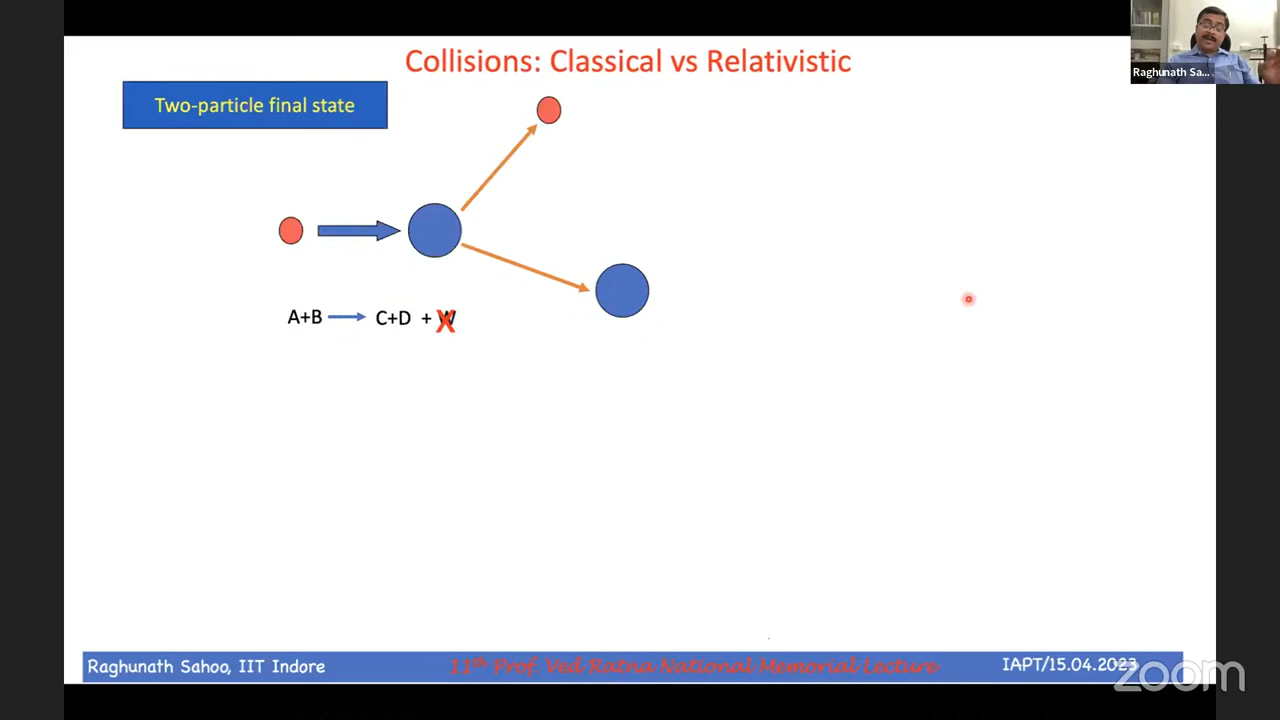 Collisions: Classical vs Relativistic
Raghunath Sa...
Two-particle final state
A+B → C+D + W
Raghunath Sahoo, IIT Indore
11th Prof. Ved Ratna National Memorial Lecture
IAPT/15.04.2023
zoom